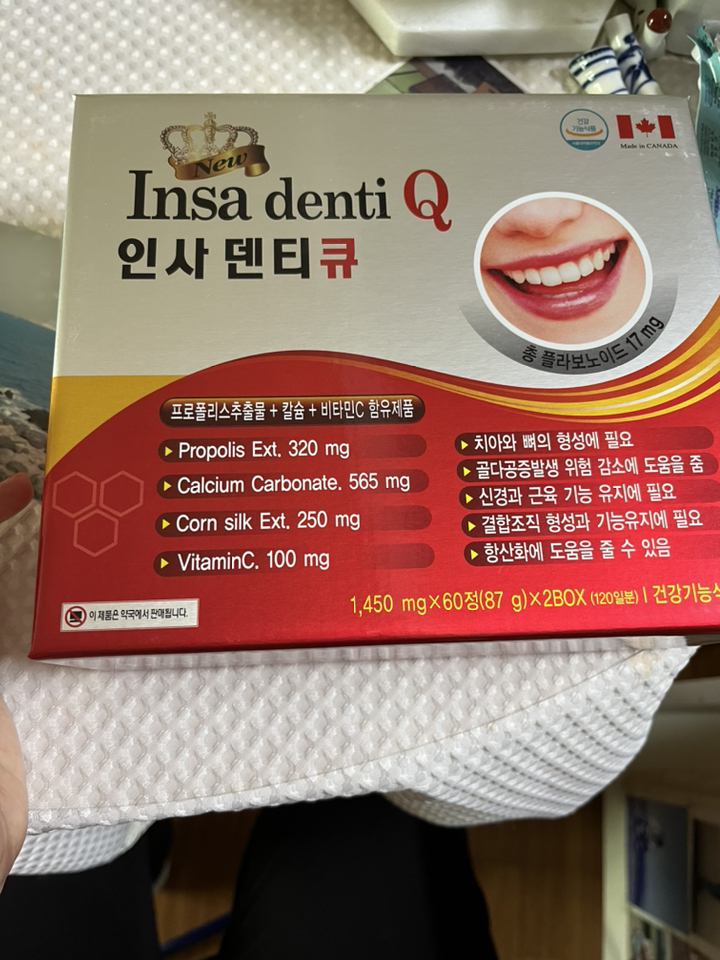 건강
기능식품
Made in CANADA
New
Insa denti Q
인사 덴티큐
총 플라보노이드 17 mg
프로폴리스추출물 + 칼슘 + 비타민C 함유제품
Propolis Ext. 320 mg
Calcium Carbonate. 565 mg
Corn silk Ext. 250 mg
VitaminC. 100 mg
치아와 뼈의 형성에 필요
골다공증발생 위험 감소에 도움을 줌
신경과 근육 기능 유지에 필요
결합조직 형성과 기능유지에 필요
항산화에 도움을 줄 수 있음
이 제품은 약국에서 판매됩니다.
1,450 mg×60정(87 g)×2BOX (120일분) l 건강기능식